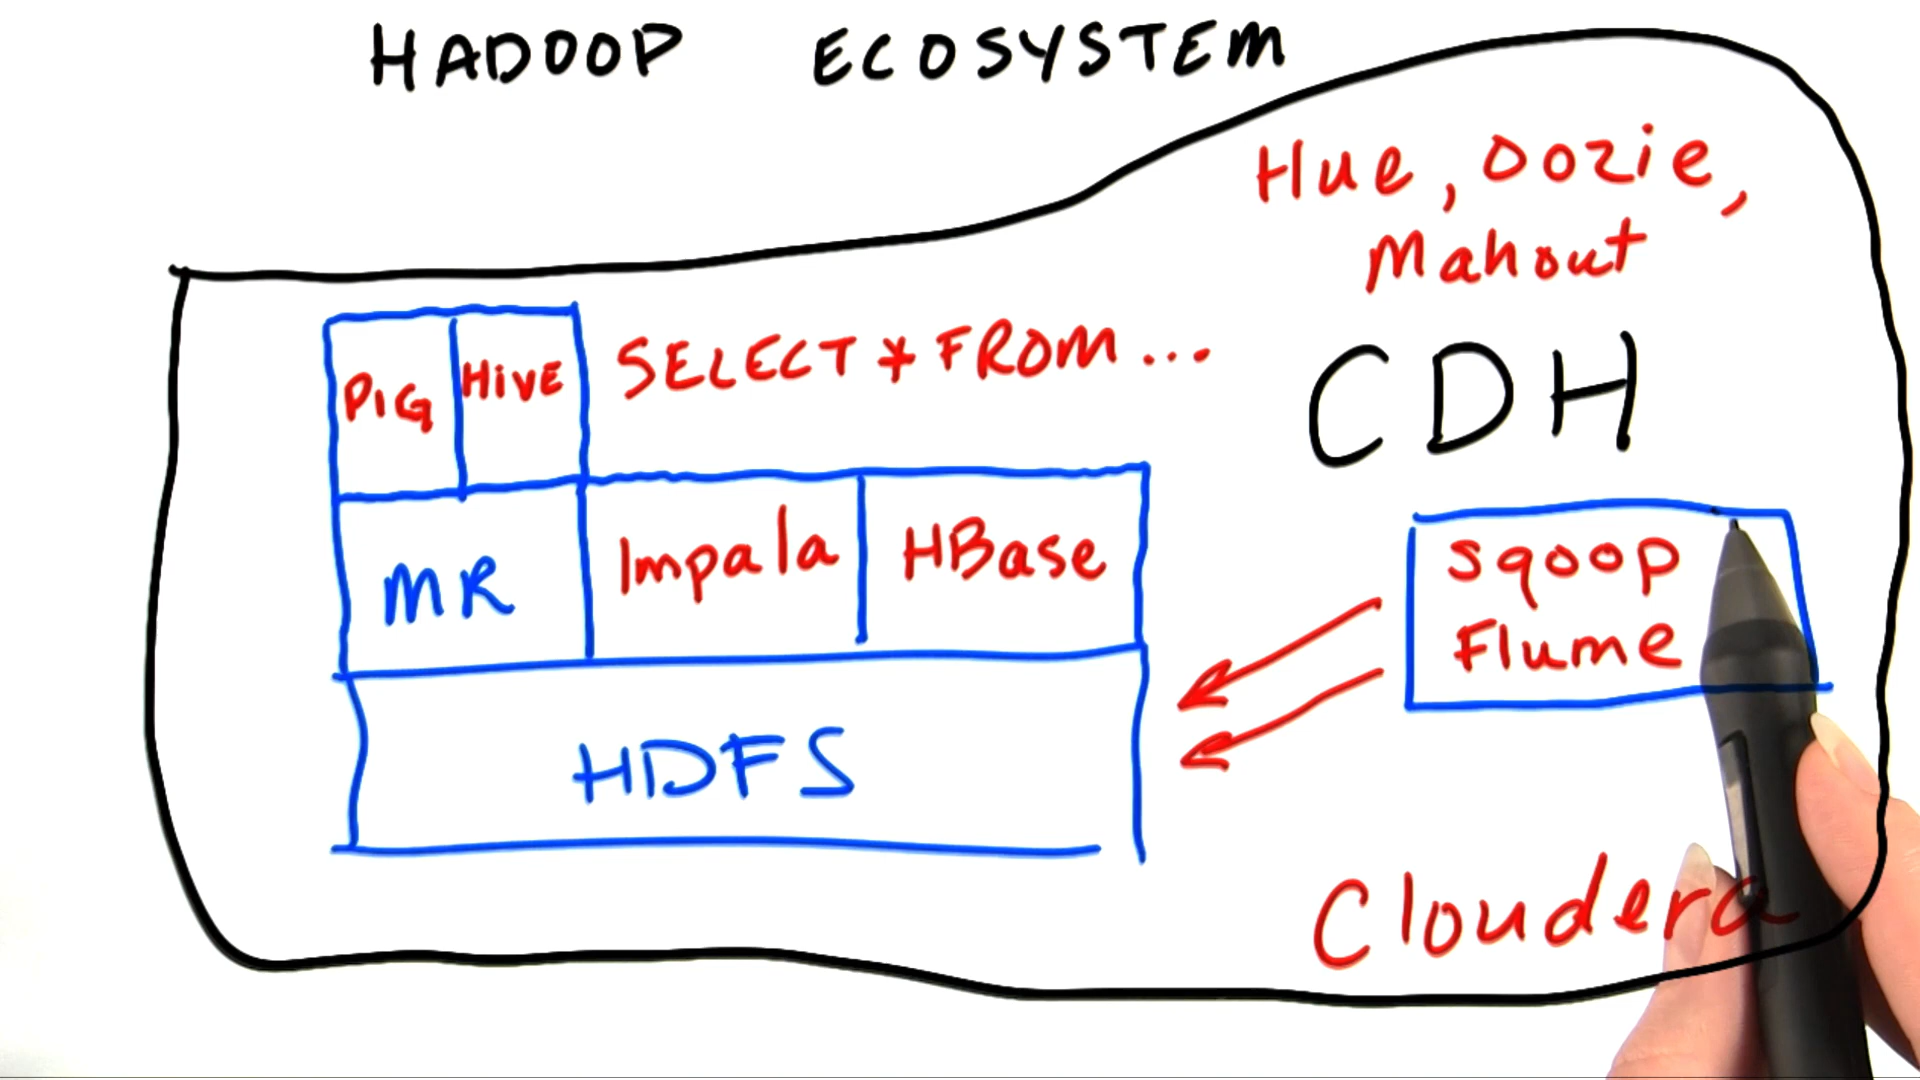 HADOOP ECOSYSTEM
Hue, Oozie,
Mahout
PIG HiVE SELECT * FROM...
CDH
MR Impala HBase
Sqoop
Flume
HDFS
Cloudera